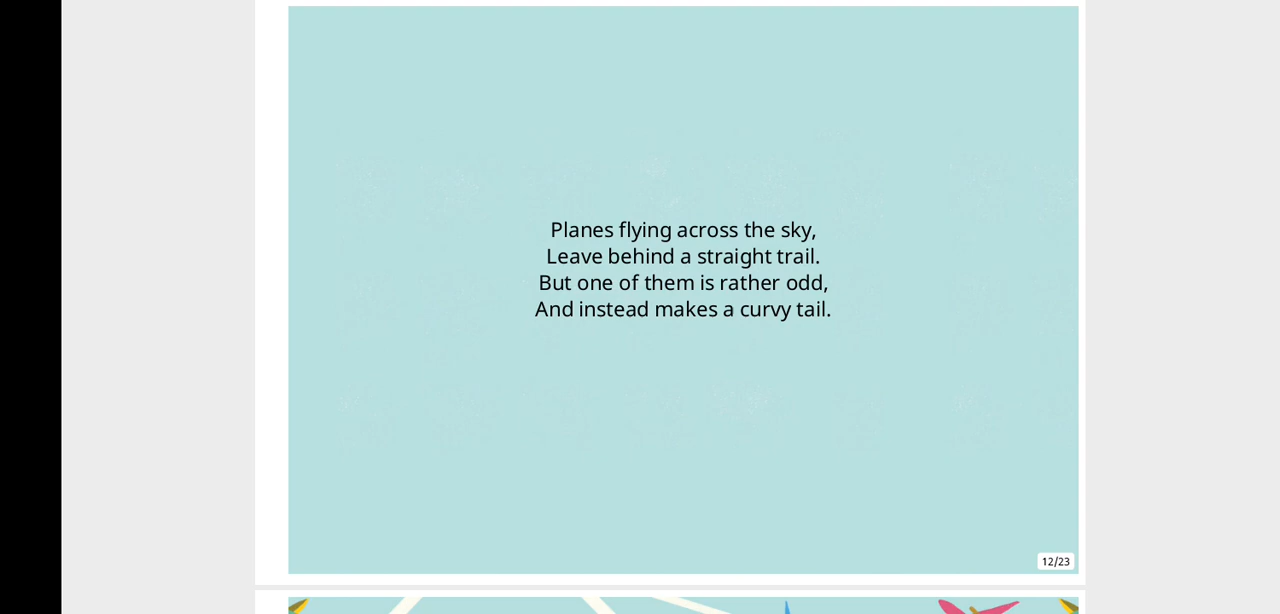 Planes flying across the sky,
Leave behind a straight trail.
But one of them is rather odd,
And instead makes a curvy tail.
12/23